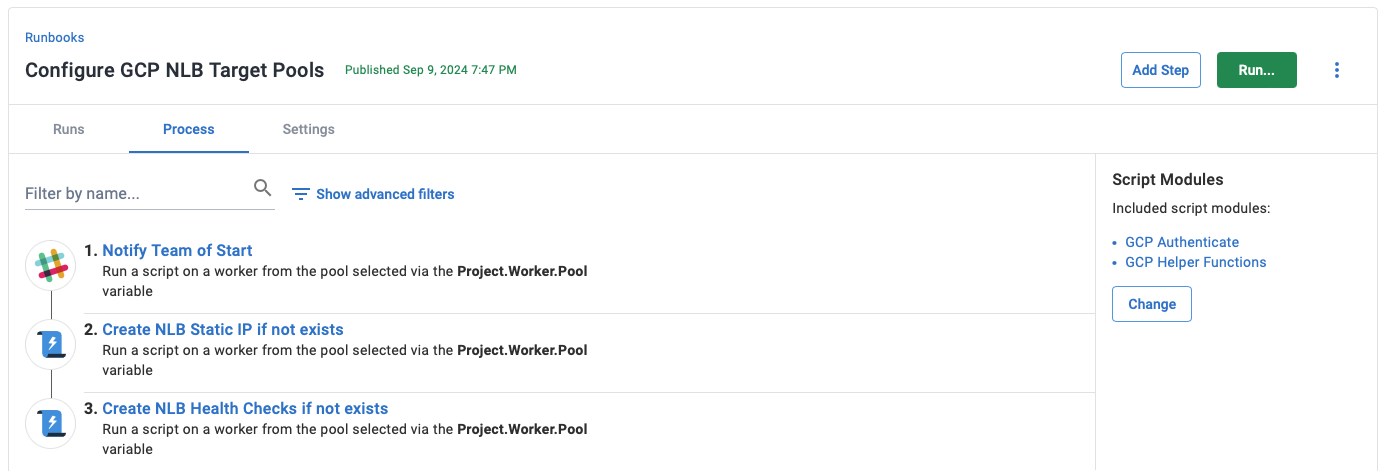 Runbooks
Configure GCP NLB Target Pools Published Sep 9, 2024 7:47 PM Add Step Run...
Runs Process Settings
Filter by name... Show advanced filters
1. Notify Team of Start
Run a script on a worker from the pool selected via the Project.Worker.Pool
variable
2. Create NLB Static IP if not exists
Run a script on a worker from the pool selected via the Project.Worker.Pool
variable
3. Create NLB Health Checks if not exists
Run a script on a worker from the pool selected via the Project.Worker.Pool
variable
Script Modules
Included script modules:
• GCP Authenticate
• GCP Helper Functions
Change